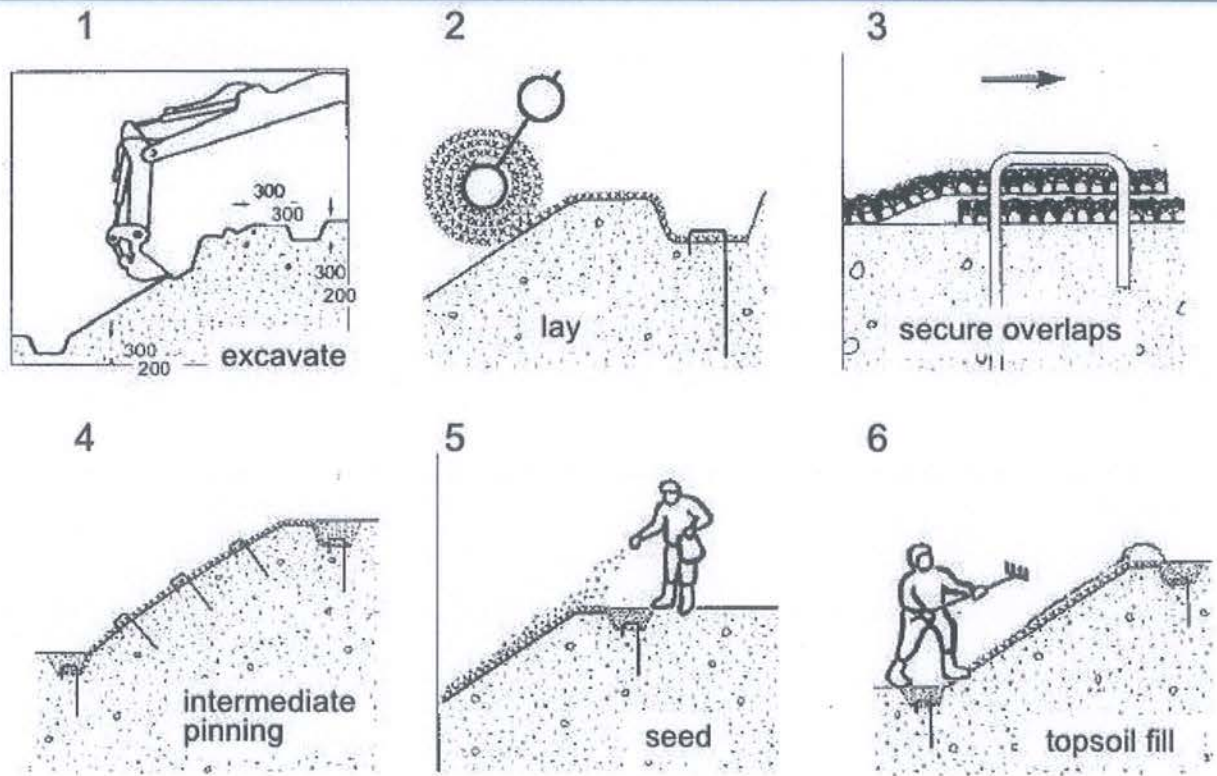 1
2
3
300
300
300
200
300
200
excavate
lay
secure overlaps
4
5
6
intermediate
pinning
seed
topsoil fill